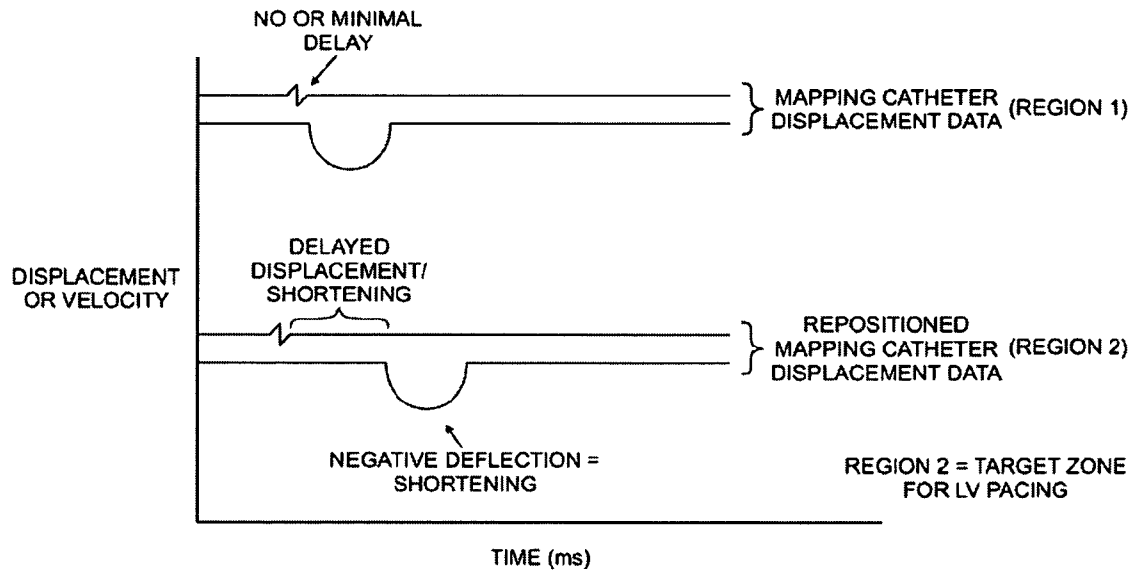 NO OR MINIMAL
DELAY
MAPPING CATHETER (REGION 1)
DISPLACEMENT DATA
DELAYED
DISPLACEMENT/
SHORTENING
DISPLACEMENT
OR VELOCITY
REPOSITIONED
MAPPING CATHETER (REGION 2)
DISPLACEMENT DATA
NEGATIVE DEFLECTION =
SHORTENING
REGION 2 = TARGET ZONE
FOR LV PACING
TIME (ms)